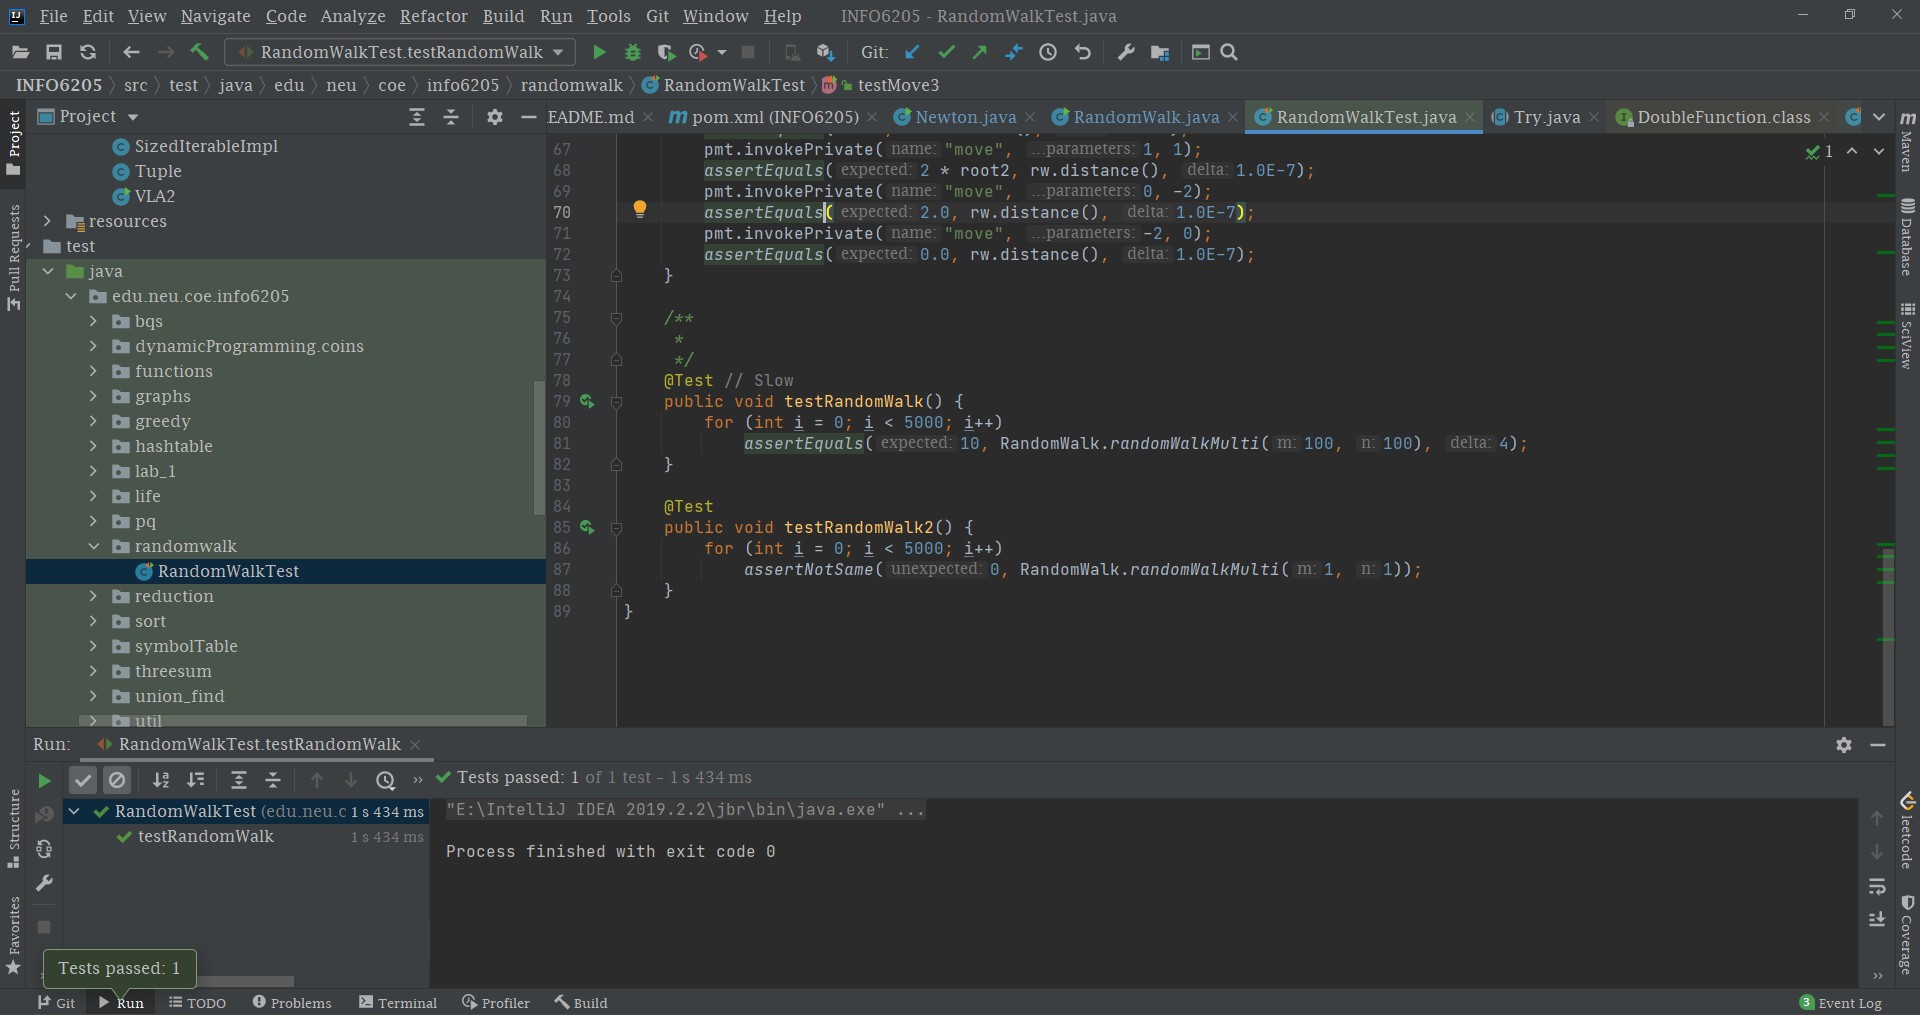 File Edit View Navigate Code Analyze Refactor Build Run Tools Git Window Help INFO6205 - RandomWalkTest.java
RandomWalkTest.testRandomWalk Git:
INFO6205 src test java edu neu coe info6205 randomwalk RandomWalkTest testMove3
Project
EADME.md pom.xml (INFO6205) Newton.java RandomWalk.java RandomWalkTest.java Try.java DoubleFunction.class
SizedIterableImpl
Tuple
VLA2
resources
test
java
edu.neu.coe.info6205
bqs
dynamicProgramming.coins
functions
graphs
greedy
hashtable
lab_1
life
pq
randomwalk
RandomWalkTest
reduction
sort
symbolTable
threesum
union_find
util
1
67 pmt.invokePrivate( name: "move", ...parameters: 1, 1);
68 assertEquals( expected: 2 * root2, rw.distance(), delta: 1.0E-7);
69 pmt.invokePrivate( name: "move", ...parameters: 0, -2);
70 assertEquals( expected: 2.0, rw.distance(), delta: 1.0E-7);
71 pmt.invokePrivate( name: "move", ...parameters: -2, 0);
72 assertEquals( expected: 0.0, rw.distance(), delta: 1.0E-7);
73 }
74
75 /**
76 *
77 */
78 @Test // Slow
79 public void testRandomWalk() {
80 for (int i = 0; i < 5000; i++)
81 assertEquals( expected: 10, RandomWalk.randomWalkMulti( m: 100, n: 100), delta: 4);
82 }
83
84 @Test
85 public void testRandomWalk2() {
86 for (int i = 0; i < 5000; i++)
87 assertNotSame( unexpected: 0, RandomWalk.randomWalkMulti( m: 1, n: 1));
88 }
89 }
Project
Pull Requests
Structure
Favorites
Maven
Database
SciView
leetcode
Coverage
Run: RandomWalkTest.testRandomWalk
>> Tests passed: 1 of 1 test – 1 s 434 ms
RandomWalkTest (edu.neu.c 1 s 434 ms
testRandomWalk 1 s 434 ms
"E:\IntelliJ IDEA 2019.2.2\jbr\bin\java.exe" ...
Process finished with exit code 0
Tests passed: 1
Git Run TODO Problems Terminal Profiler Build 3 Event Log